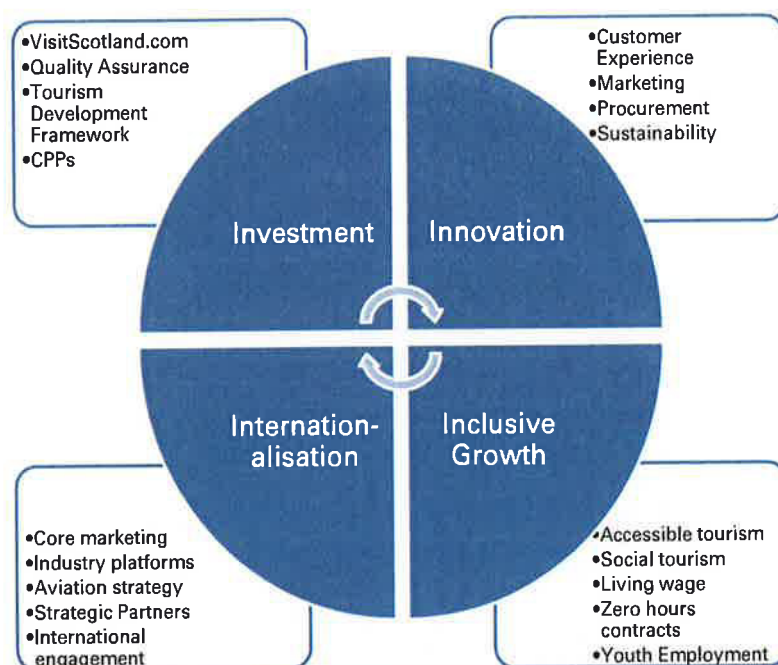 •VisitScotland.com
•Quality Assurance
•Tourism
Development
Framework
•CPPs
•Customer
Experience
•Marketing
•Procurement
•Sustainability
Investment
Innovation
Internation-
alisation
Inclusive
Growth
•Core marketing
•Industry platforms
•Aviation strategy
•Strategic Partners
•International
engagement
•Accessible tourism
•Social tourism
•Living wage
•Zero hours
contracts
•Youth Employment